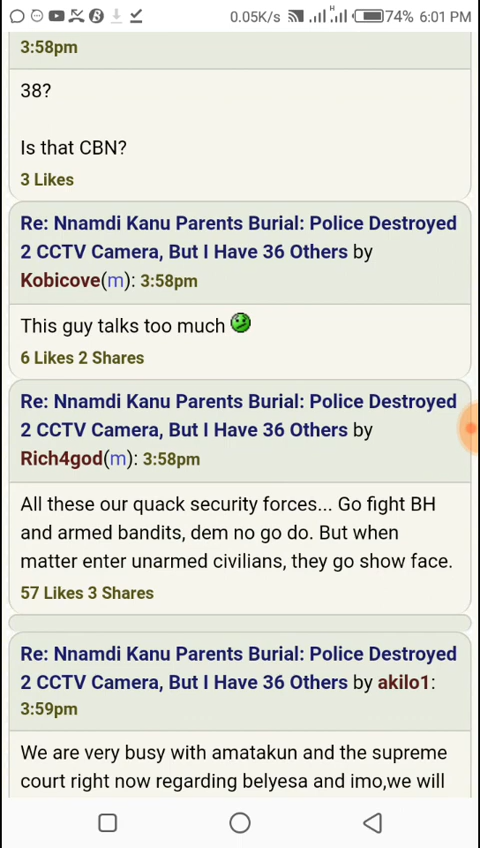 0.05K/s H 74% 6:01 PM
3:58pm
38?
Is that CBN?
3 Likes
Re: Nnamdi Kanu Parents Burial: Police Destroyed
2 CCTV Camera, But I Have 36 Others by
Kobicove(m): 3:58pm
This guy talks too much
6 Likes 2 Shares
Re: Nnamdi Kanu Parents Burial: Police Destroyed
2 CCTV Camera, But I Have 36 Others by
Rich4god(m): 3:58pm
All these our quack security forces... Go fight BH
and armed bandits, dem no go do. But when
matter enter unarmed civilians, they go show face.
57 Likes 3 Shares
Re: Nnamdi Kanu Parents Burial: Police Destroyed
2 CCTV Camera, But I Have 36 Others by akilo1:
3:59pm
We are very busy with amatakun and the supreme
court right now regarding belyesa and imo,we will